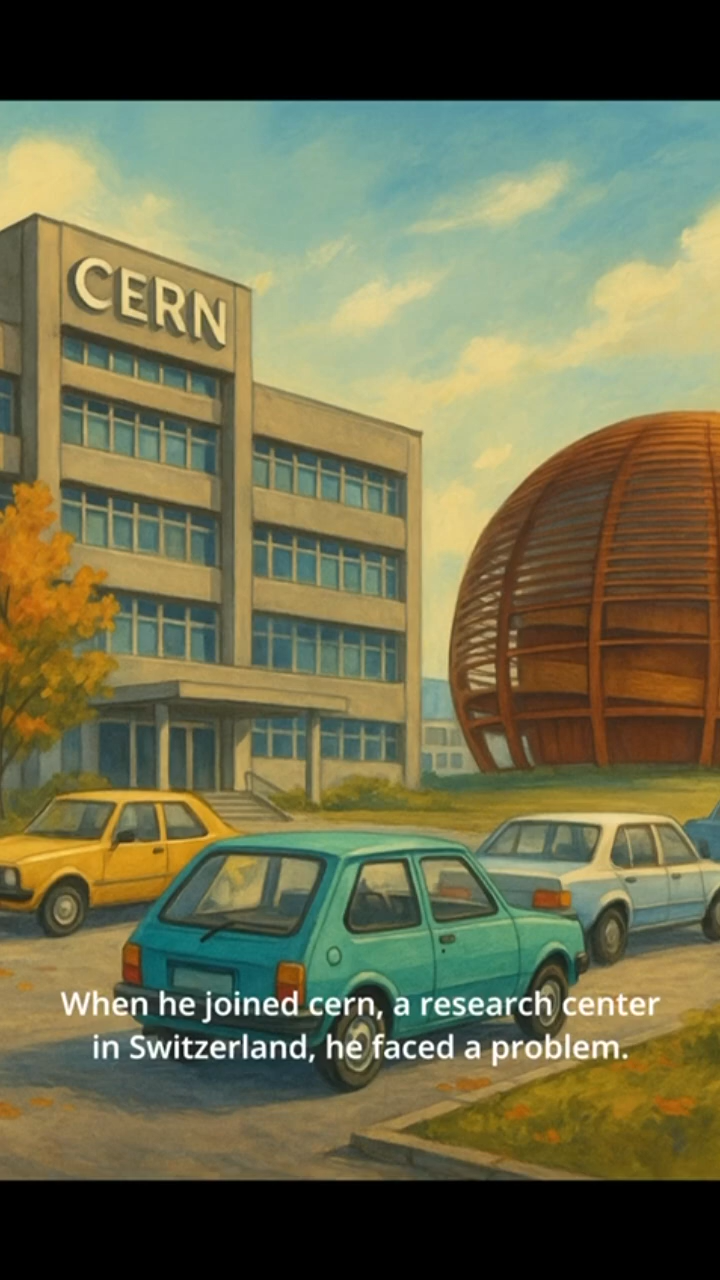 CERN
When he joined cern, a research center
in Switzerland, he faced a problem.